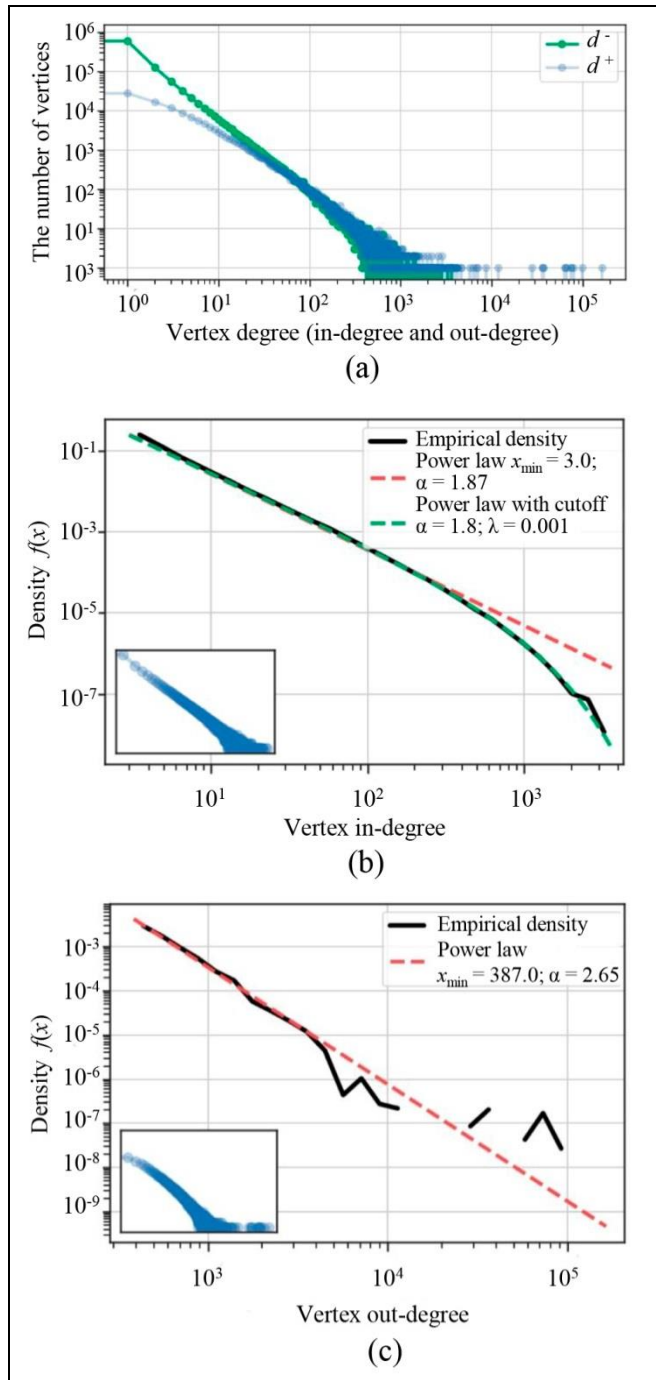 10⁶
10⁵
10⁴
10³
10²
10¹
10³
The number of vertices
d ⁻
d ⁺
10⁰ 10¹ 10² 10³ 10⁴ 10⁵
Vertex degree (in-degree and out-degree)
(a)
10⁻¹
10⁻³
10⁻⁵
10⁻⁷
Density f(x)
Empirical density
Power law xmin = 3.0;
α = 1.87
Power law with cutoff
α = 1.8; λ = 0.001
10¹ 10² 10³
Vertex in-degree
(b)
10⁻³
10⁻⁴
10⁻⁵
10⁻⁶
10⁻⁷
10⁻⁸
10⁻⁹
Density f(x)
Empirical density
Power law
xmin = 387.0; α = 2.65
10³ 10⁴ 10⁵
Vertex out-degree
(c)